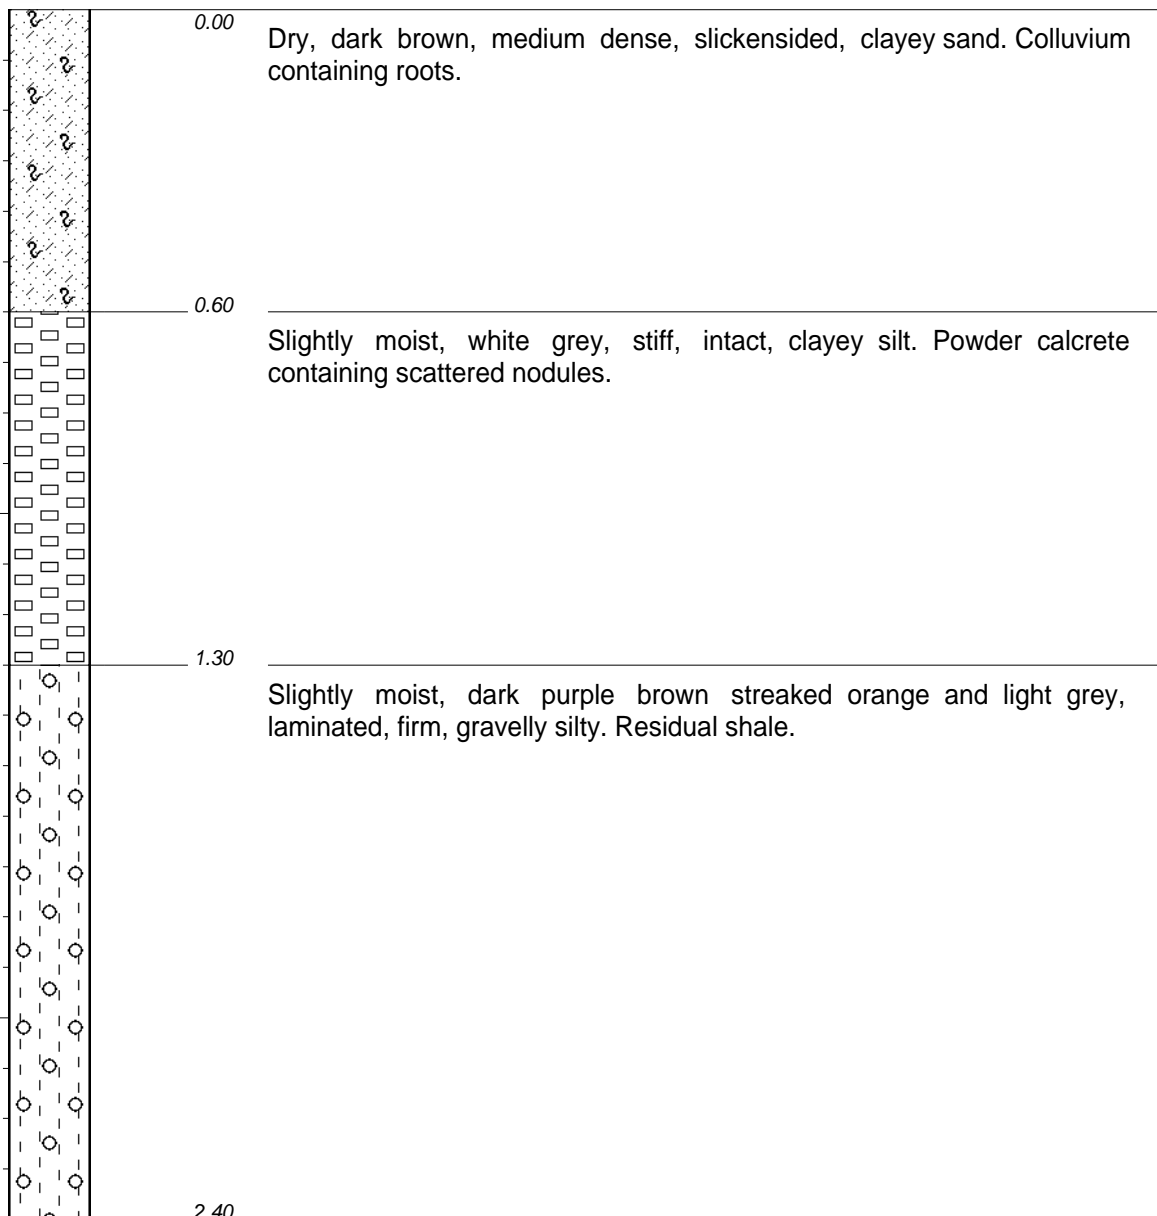 0.00
Dry, dark brown, medium dense, slickensided, clayey sand. Colluvium
containing roots.
0.60
Slightly moist, white grey, stiff, intact, clayey silt. Powder calcrete
containing scattered nodules.
1.30
Slightly moist, dark purple brown streaked orange and light grey,
laminated, firm, gravelly silty. Residual shale.
2.40